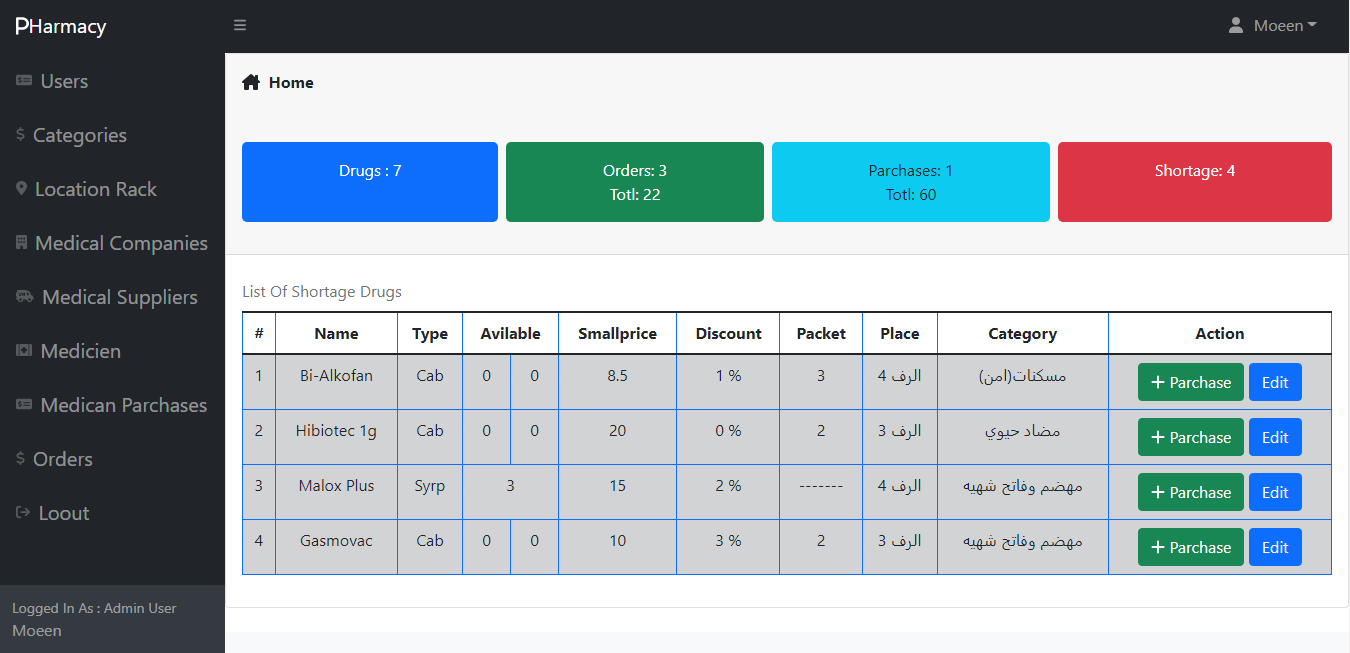 PHarmacy
Moeen
Users
Categories
Location Rack
Medical Companies
Medical Suppliers
Medicien
Medican Parchases
Orders
Loout
Logged In As : Admin User
Moeen
Home
Drugs : 7
Orders: 3
Totl: 22
Parchases: 1
Totl: 60
Shortage: 4
List Of Shortage Drugs
# Name Type Avilable Smallprice Discount Packet Place Category Action
1 Bi-Alkofan Cab 0 0 8.5 1 % 3 الرف 4 مسكنات(امن) + Parchase Edit
2 Hibiotec 1g Cab 0 0 20 0 % 2 الرف 3 مضاد حيوي + Parchase Edit
3 Malox Plus Syrp 3 15 2 % ------- الرف 4 مهضم وفاتح شهيه + Parchase Edit
4 Gasmovac Cab 0 0 10 3 % 2 الرف 3 مهضم وفاتح شهيه + Parchase Edit